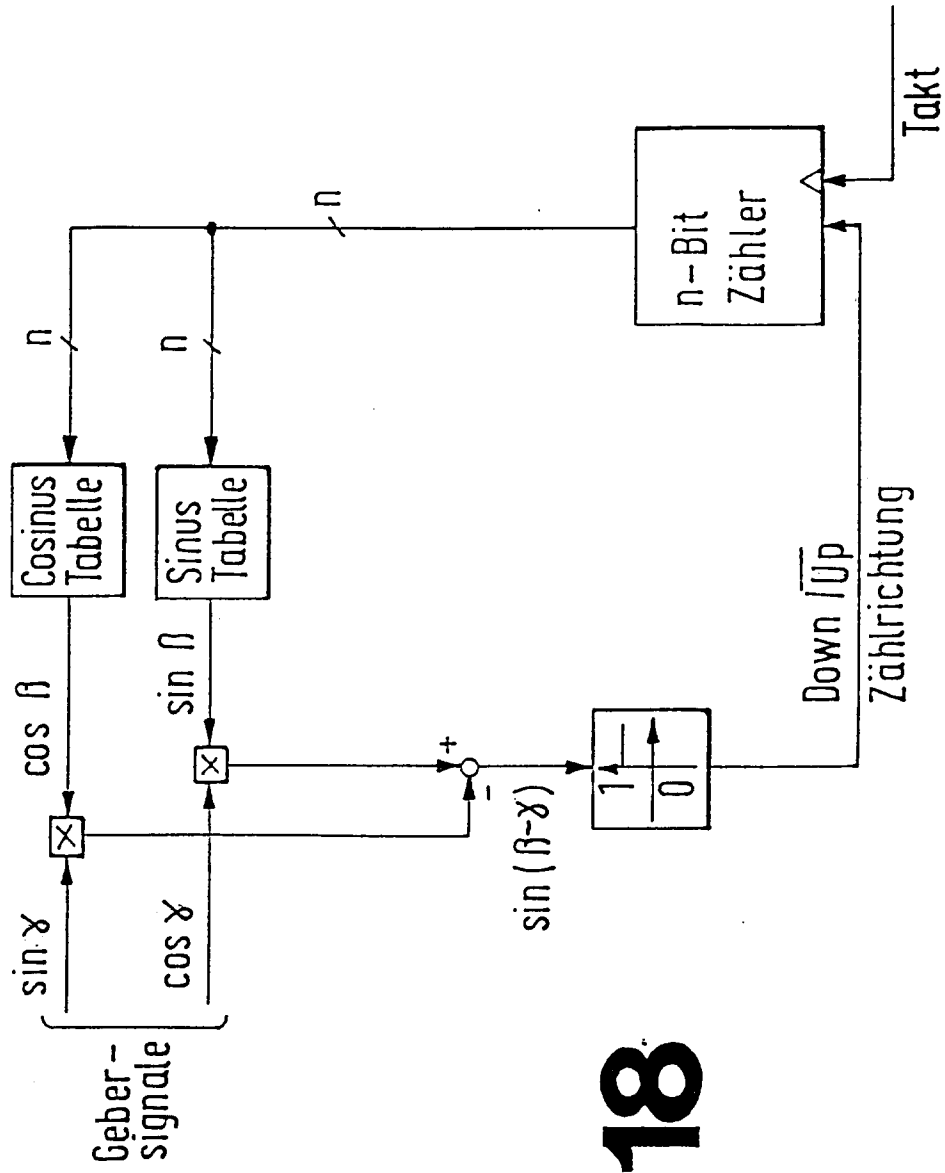 Geber-
signale
sin γ
cos γ
×
×
cos β
sin β
Cosinus
Tabelle
Sinus
Tabelle
n
n
n
+
-
sin (β-γ)
1
0
Down /U̅p̅
Zählrichtung
n-Bit
Zähler
Takt
18